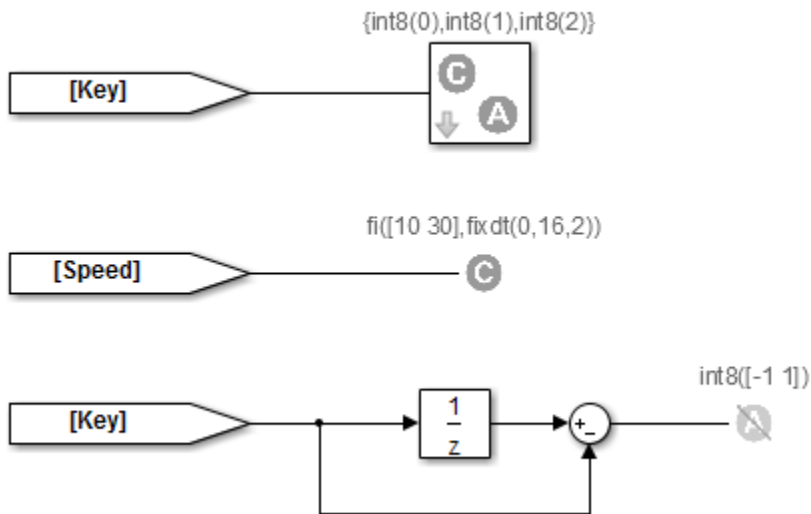 {int8(0),int8(1),int8(2)}
[Key]
C
A
fi([10 30],fixdt(0,16,2))
[Speed]
C
int8([-1 1])
[Key]
1
z
+
-
A